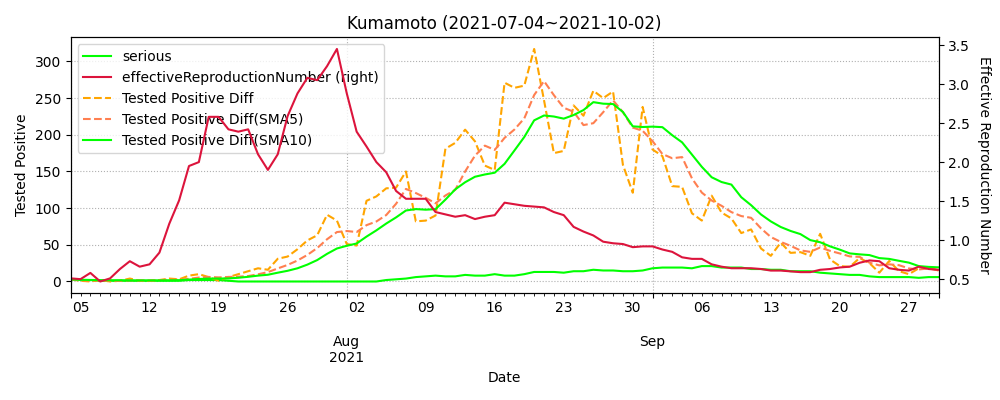 Kumamoto (2021-07-04~2021-10-02)
serious
effectiveReproductionNumber (right)
Tested Positive Diff
Tested Positive Diff(SMA5)
Tested Positive Diff(SMA10)
Tested Positive
300
250
200
150
100
50
0
Effective Reproduction Number
3.5
3.0
2.5
2.0
1.5
1.0
0.5
05 12 19 26 02 09 16 23 30 06 13 20 27
Aug Sep
2021
Date